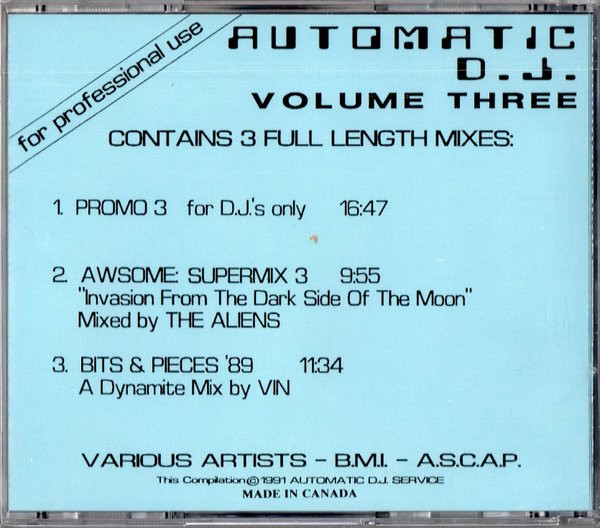 for professional use
AUTOMATIC
D.J.
VOLUME THREE
CONTAINS 3 FULL LENGTH MIXES:
1. PROMO 3 for D.J.'s only 16:47
2. AWSOME: SUPERMIX 3 9:55
"Invasion From The Dark Side Of The Moon"
Mixed by THE ALIENS
3. BITS & PIECES '89 11:34
A Dynamite Mix by VIN
VARIOUS ARTISTS - B.M.I. - A.S.C.A.P.
This Compilation © 1991 AUTOMATIC D.J. SERVICE
MADE IN CANADA